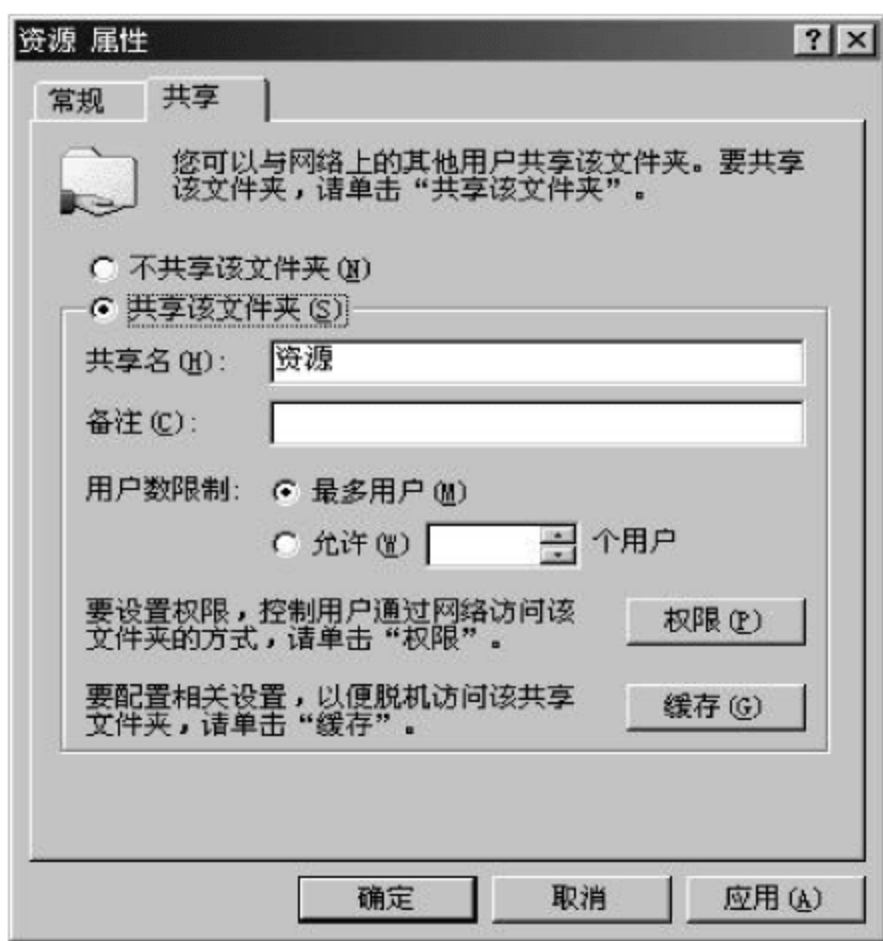 资源 属性
常规 共享
您可以与网络上的其他用户共享该文件夹。要共享
该文件夹，请单击“共享该文件夹”。
不共享该文件夹(N)
共享该文件夹(S)
共享名(H): 资源
备注(C):
用户数限制: 最多用户(M)
允许(W) 个用户
要设置权限，控制用户通过网络访问该
文件夹的方式，请单击“权限”。
权限(P)
要配置相关设置，以便脱机访问该共享
文件夹，请单击“缓存”。
缓存(G)
确定 取消 应用(A)